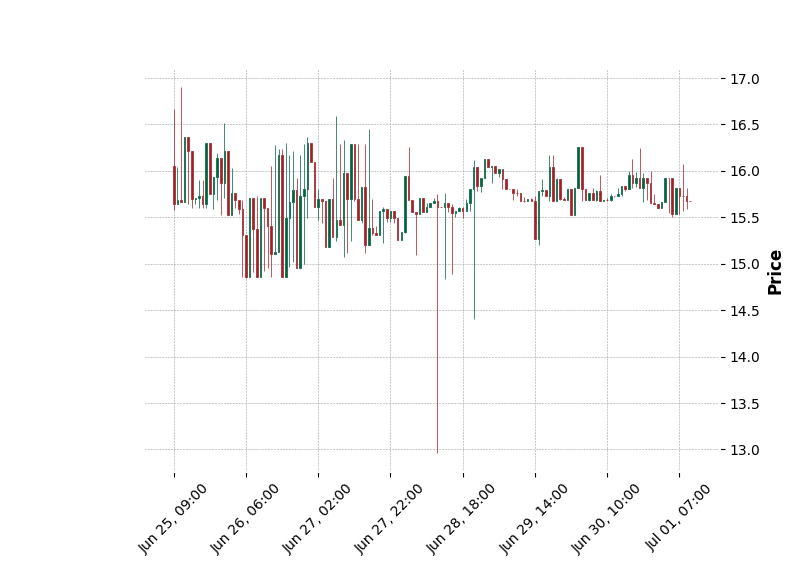 17.0
16.5
16.0
15.5
15.0
14.5
14.0
13.5
13.0
Price
Jun 25, 09:00
Jun 26, 06:00
Jun 27, 02:00
Jun 27, 22:00
Jun 28, 18:00
Jun 29, 14:00
Jun 30, 10:00
Jul 01, 07:00